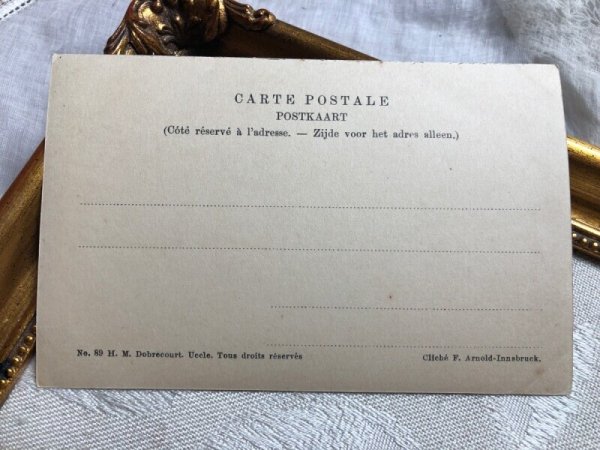 CARTE POSTALE
POSTKAART
(Côté réservé à l'adresse. — Zijde voor het adres alleen.)
No. 89 H. M. Dobrecourt. Uccle. Tous droits réservés
Cliché F. Arnold-Innsbruck.